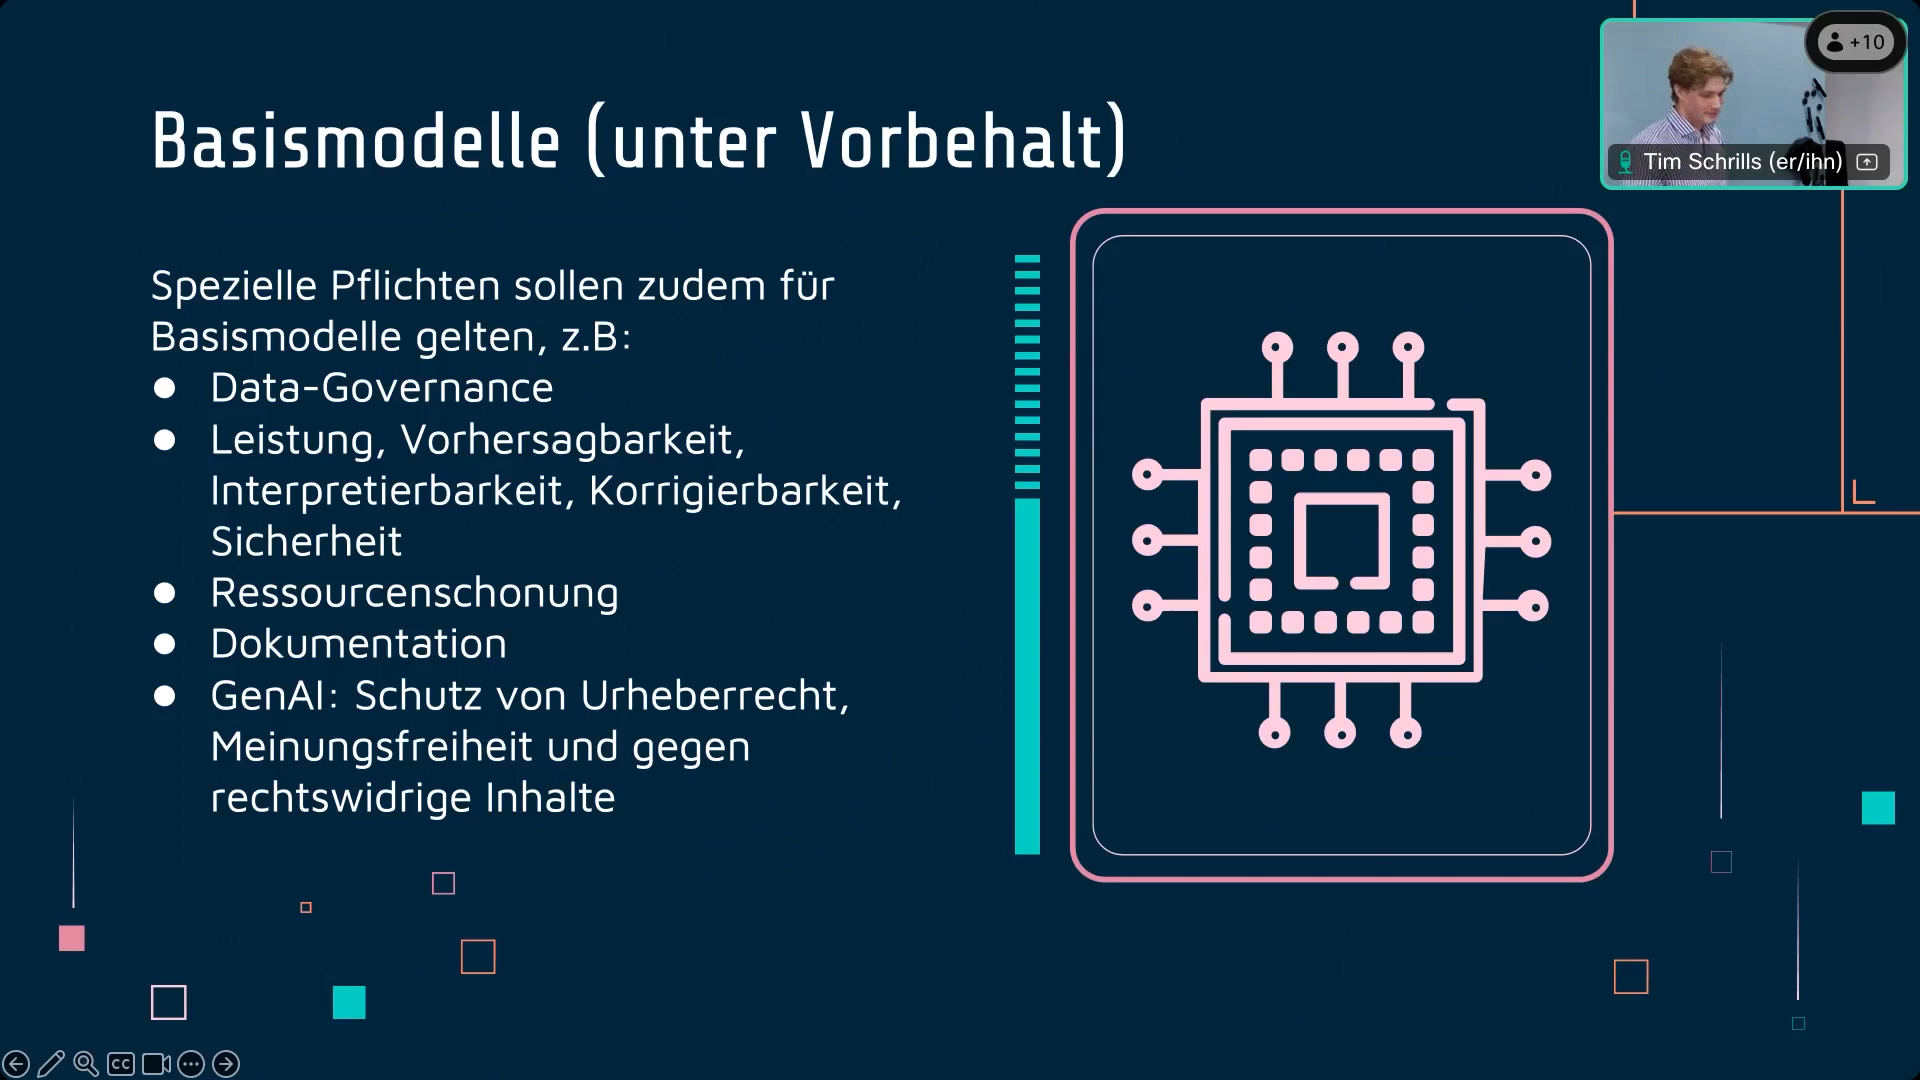 Basismodelle (unter Vorbehalt)
+10
Tim Schrills (er/ihn)
Spezielle Pflichten sollen zudem für
Basismodelle gelten, z.B:
● Data-Governance
● Leistung, Vorhersagbarkeit,
Interpretierbarkeit, Korrigierbarkeit,
Sicherheit
● Ressourcenschonung
● Dokumentation
● GenAI: Schutz von Urheberrecht,
Meinungsfreiheit und gegen
rechtswidrige Inhalte
CC